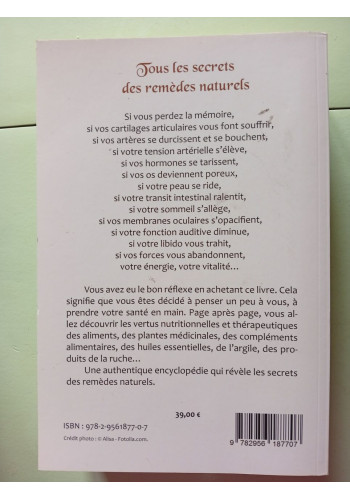 Tous les secrets
des remèdes naturels
Si vous perdez la mémoire,
si vos cartilages articulaires vous font souffrir,
si vos artères se durcissent et se bouchent,
si votre tension artérielle s'élève,
si vos hormones se tarissent,
si vos os deviennent poreux,
si votre peau se ride,
si votre transit intestinal ralentit,
si votre sommeil s'allège,
si vos membranes oculaires s'opacifient,
si votre fonction auditive diminue,
si votre libido vous trahit,
si vos forces vous abandonnent,
votre énergie, votre vitalité...
Vous avez eu le bon réflexe en achetant ce livre. Cela
signifie que vous êtes décidé à penser un peu à vous, à
prendre votre santé en main. Page après page, vous al-
lez découvrir les vertus nutritionnelles et thérapeutiques
des aliments, des plantes médicinales, des compléments
alimentaires, des huiles essentielles, de l'argile, des pro-
duits de la ruche...
Une authentique encyclopédie qui révèle les secrets
des remèdes naturels.
39,00 €
ISBN : 978-2-9561877-0-7
Crédit photo : © Alisa - Fotolia.com.
9 782956 187707